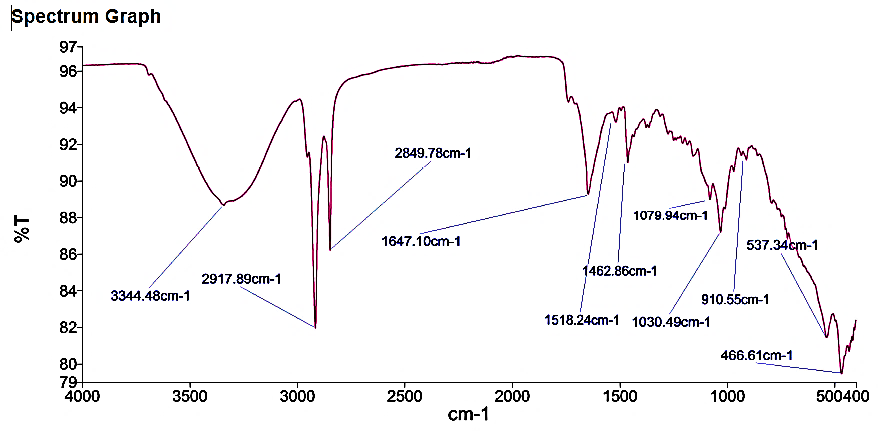 Spectrum Graph
97
96
94
92
90
88
86
84
82
80
79
%T
2849.78cm-1
1647.10cm-1
1079.94cm-1
537.34cm-1
1462.86cm-1
2917.89cm-1
3344.48cm-1
910.55cm-1
1518.24cm-1
1030.49cm-1
466.61cm-1
4000 3500 3000 2500 2000 1500 1000 500 400
cm-1